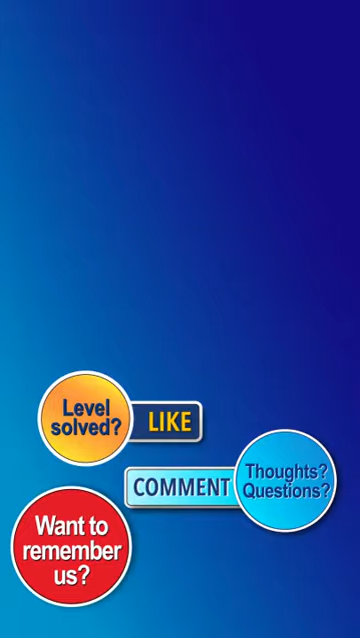 Level
solved?
LIKE
Thoughts?
Questions?
COMMENT
Want to
remember
us?